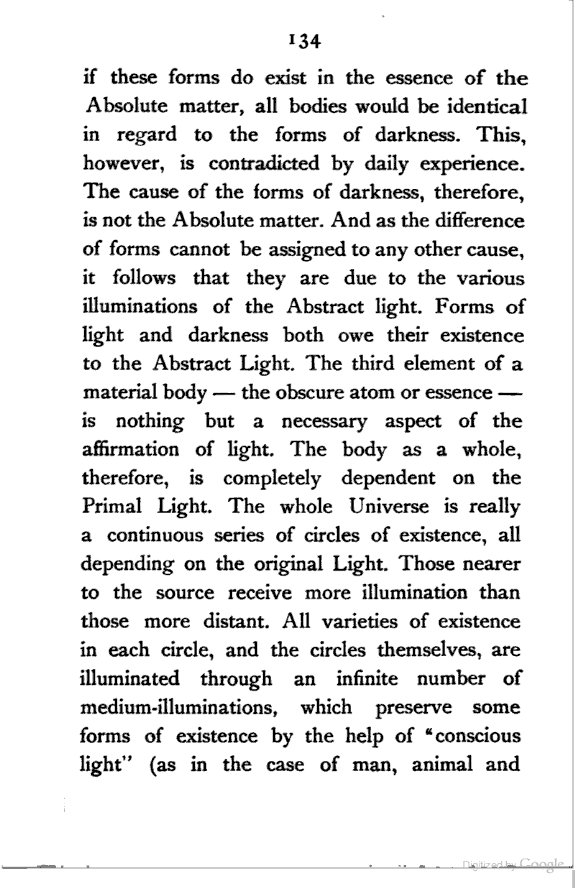 134
if these forms do exist in the essence of the
Absolute matter, all bodies would be identical
in regard to the forms of darkness. This,
however, is contradicted by daily experience.
The cause of the forms of darkness, therefore,
is not the Absolute matter. And as the difference
of forms cannot be assigned to any other cause,
it follows that they are due to the various
illuminations of the Abstract light. Forms of
light and darkness both owe their existence
to the Abstract Light. The third element of a
material body — the obscure atom or essence —
is nothing but a necessary aspect of the
affirmation of light. The body as a whole,
therefore, is completely dependent on the
Primal Light. The whole Universe is really
a continuous series of circles of existence, all
depending on the original Light. Those nearer
to the source receive more illumination than
those more distant. All varieties of existence
in each circle, and the circles themselves, are
illuminated through an infinite number of
medium-illuminations, which preserve some
forms of existence by the help of “conscious
light” (as in the case of man, animal and
Digitized by Google